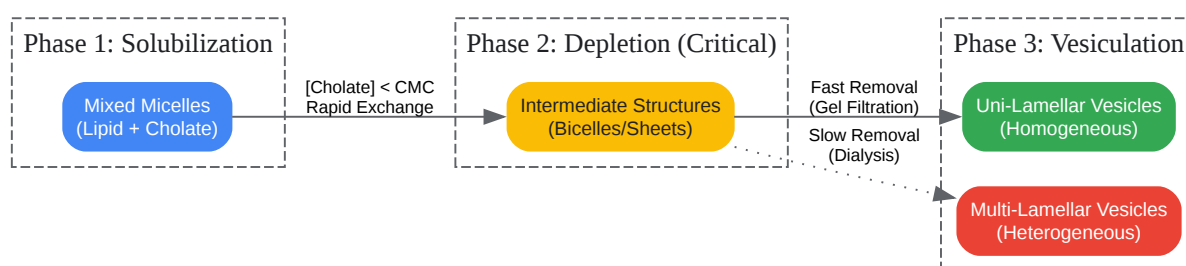 Phase 1: Solubilization
Mixed Micelles
(Lipid + Cholate)
[Cholate] < CMC
Rapid Exchange
Phase 2: Depletion (Critical)
Intermediate Structures
(Bicelles/Sheets)
Fast Removal
(Gel Filtration)
Slow Removal
(Dialysis)
Phase 3: Vesiculation
Uni-Lamellar Vesicles
(Homogeneous)
Multi-Lamellar Vesicles
(Heterogeneous)